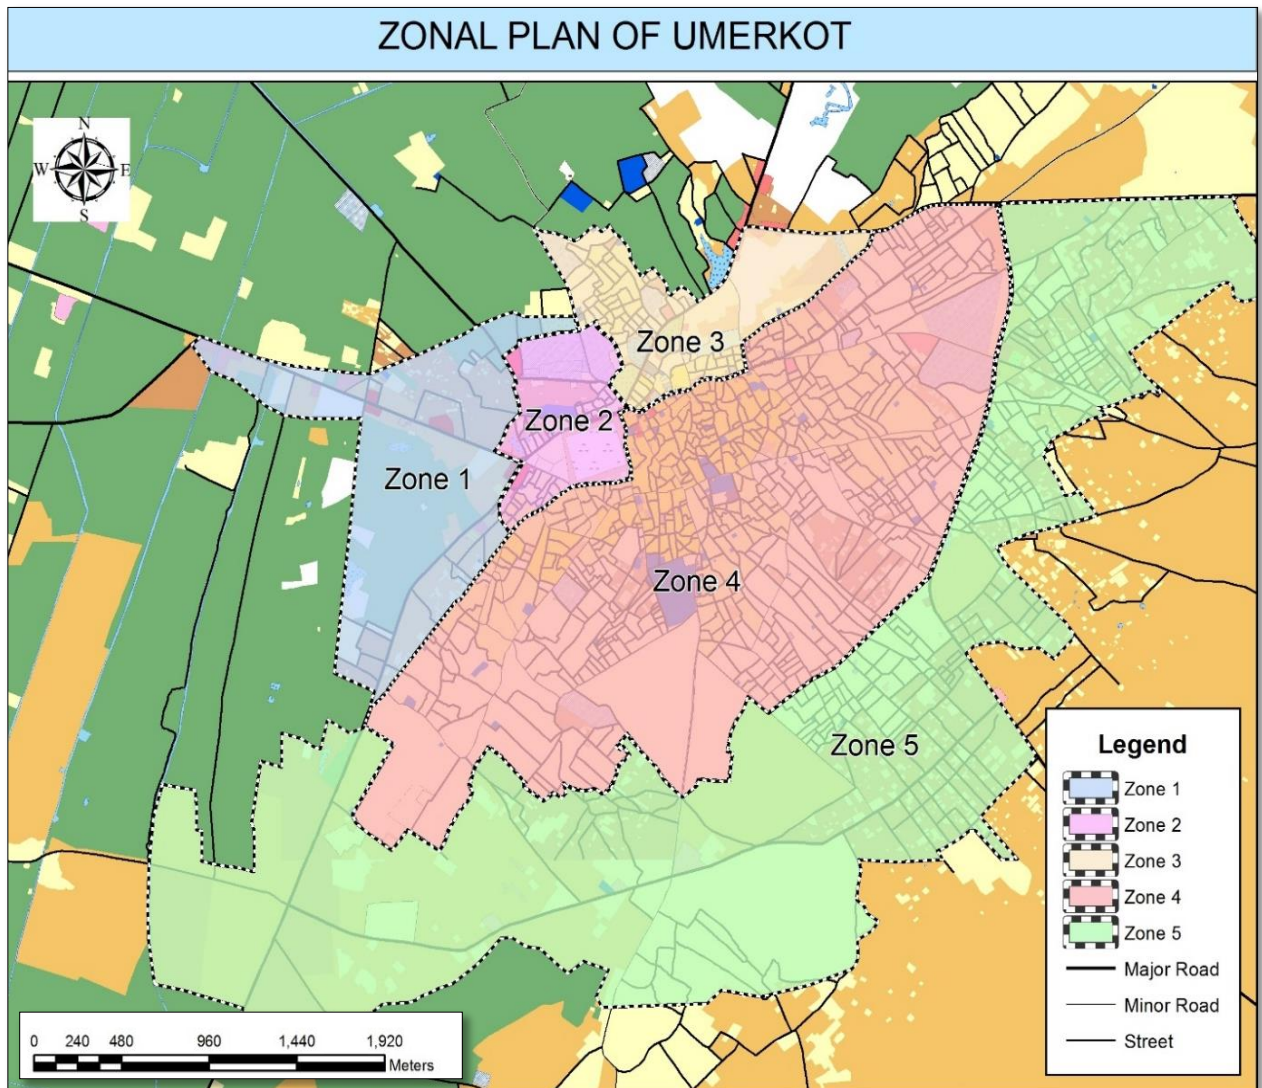 ZONAL PLAN OF UMERKOT
N
W E
S
Zone 3
Zone 2
Zone 1
Zone 4
Zone 5
Legend
Zone 1
Zone 2
Zone 3
Zone 4
Zone 5
Major Road
Minor Road
Street
0 240 480 960 1,440 1,920
Meters